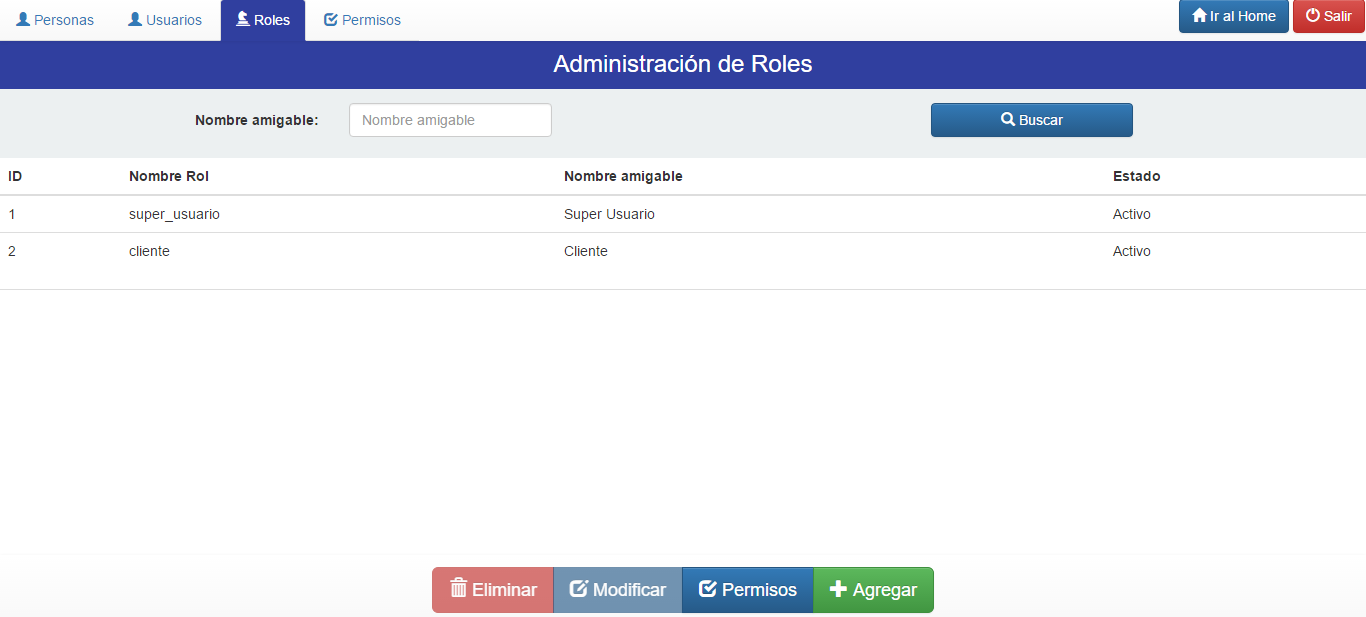 Personas Usuarios Roles Permisos Ir al Home Salir
Administración de Roles
Nombre amigable: Nombre amigable Buscar
ID Nombre Rol Nombre amigable Estado
1 super_usuario Super Usuario Activo
2 cliente Cliente Activo
Eliminar Modificar Permisos Agregar